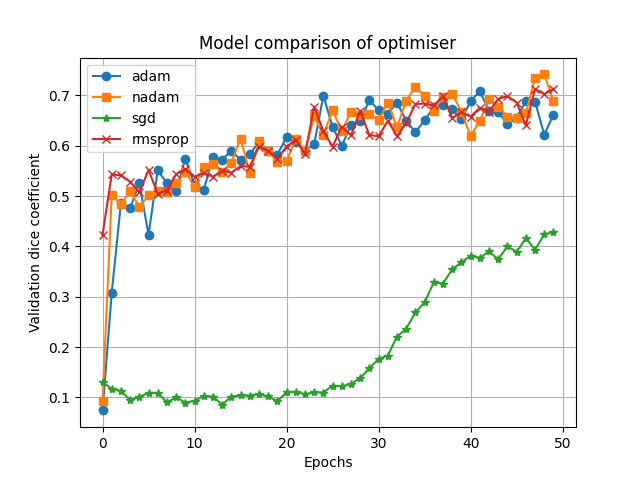 Model comparison of optimiser
adam
nadam
sgd
rmsprop
Validation dice coefficient
0.7
0.6
0.5
0.4
0.3
0.2
0.1
0 10 20 30 40 50
Epochs